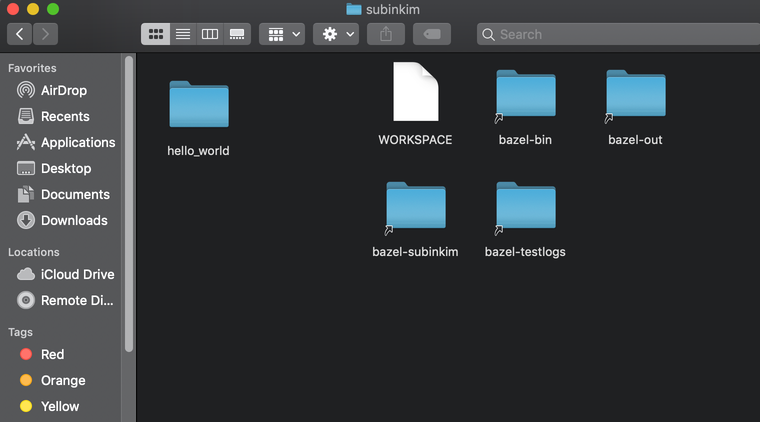 subinkim
Search
Favorites
AirDrop
Recents
Applications
Desktop
Documents
Downloads
Locations
iCloud Drive
Remote Di...
Tags
Red
Orange
Yellow
hello_world
WORKSPACE
bazel-bin
bazel-out
bazel-subinkim
bazel-testlogs